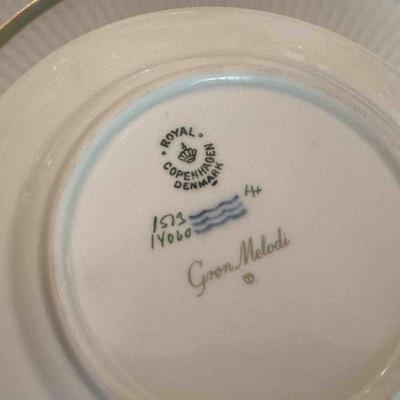 ROYAL
COPENHAGEN
DENMARK
1513
14060
Grøn Melodi